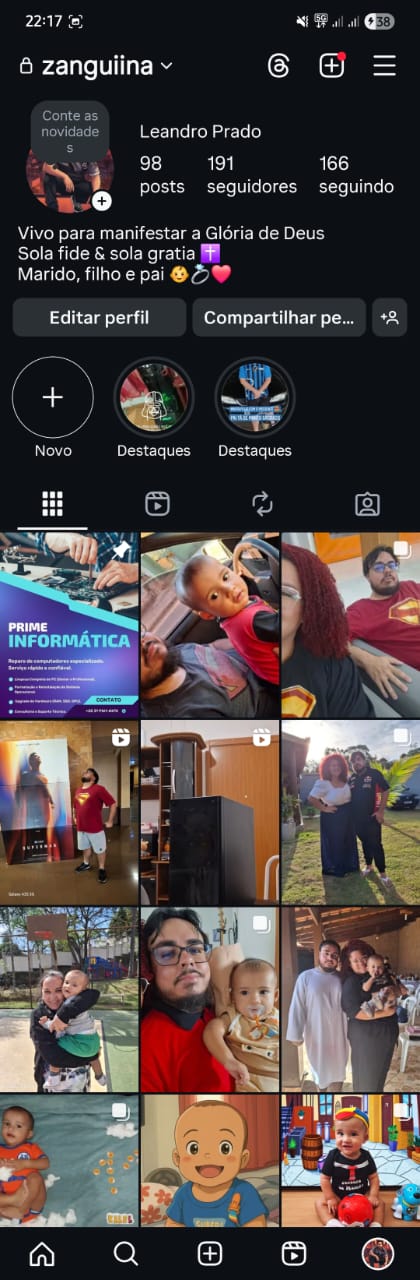 22:17
5G
38
zanguiina
Conte as
novidade
s
Leandro Prado
98
posts
191
seguidores
166
seguindo
Vivo para manifestar a Glória de Deus
Sola fide & sola gratia
Marido, filho e pai
Editar perfil
Compartilhar pe...
Novo
Destaques
Destaques
PRIME
INFORMÁTICA
Reparo de computadores especializado.
Serviço rápido e confiável.
CONTATO
SUPERMAN